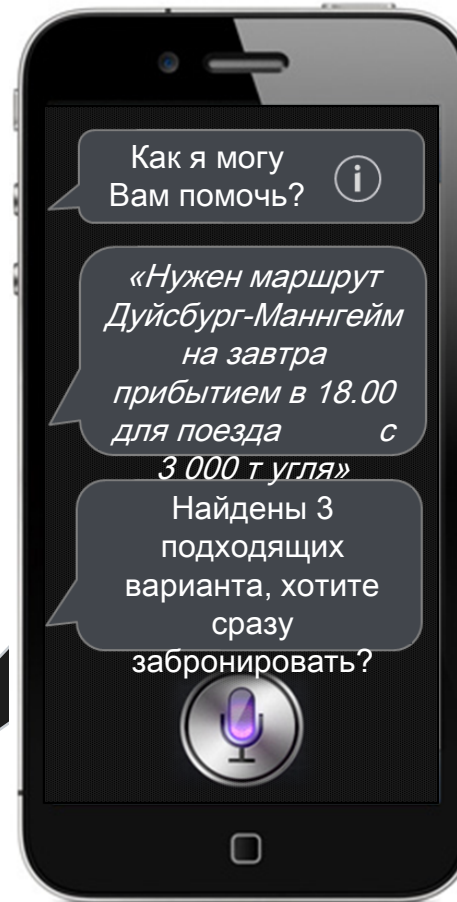 Как я могу
Вам помочь?
i
«Нужен маршрут
Дуйсбург-Маннгейм
на завтра
прибытием в 18.00
для поезда с
3 000 т угля»
Найдены 3
подходящих
варианта, хотите
сразу
забронировать?